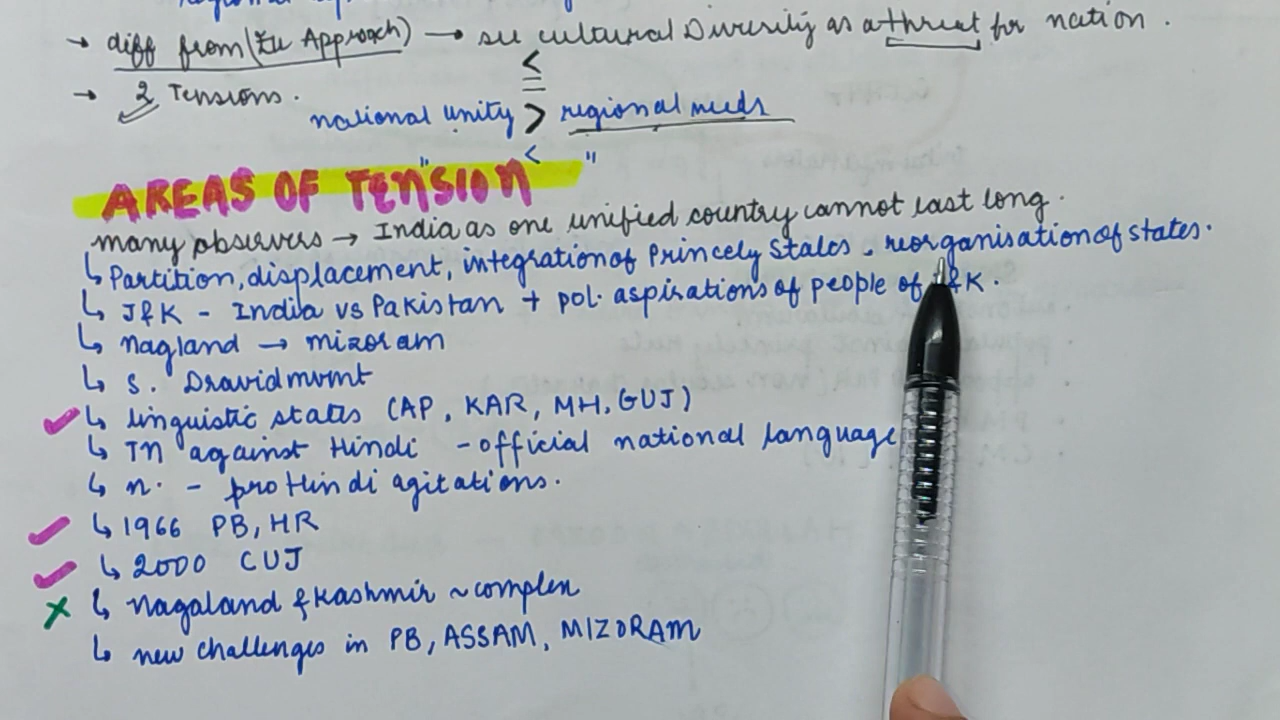 → diff from (Eu Approach) → see cultural Diversity as a threat for nation .
→ 2 Tensions .
<
=
national unity > regional needs
" < "
AREAS OF TENSION
many observers → India as one unified country cannot last long .
↳ Partition, displacement, integration of Princely States . reorganisation of states .
↳ J&K - India vs Pakistan + pol. aspirations of people of J&K .
↳ Nagland → mizoram
↳ S. Dravid mvmnt
✓ ↳ linguistic states (AP, KAR, MH, GUJ)
↳ TN against Hindi - official national language
↳ n. - pro Hindi agitations .
✓ ↳ 1966 PB, HR
✓ ↳ 2000 CUJ
✗ ↳ Nagaland & Kashmir ~ complex
↳ new challenges in PB, ASSAM, MIZORAM